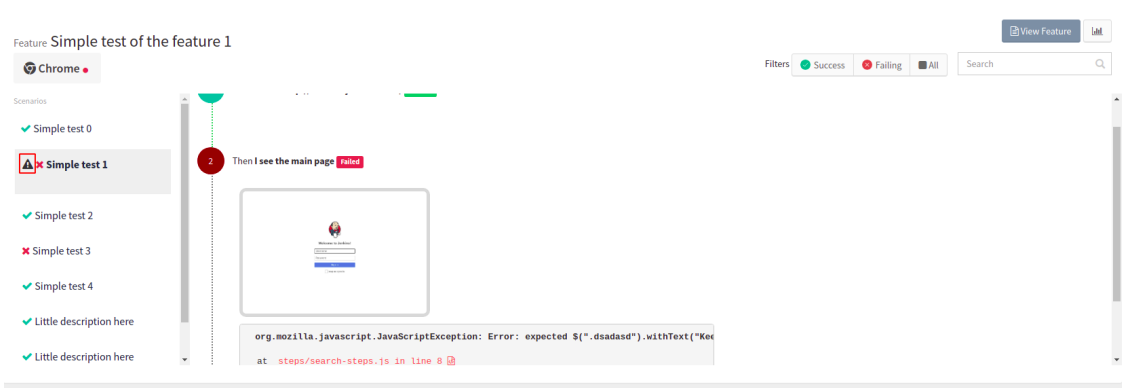 View Feature
Feature Simple test of the feature 1
Chrome
Filters Success Failing All Search
Scenarios
Simple test 0
Simple test 1
Simple test 2
Simple test 3
Simple test 4
Little description here
Little description here
2 Then I see the main page Failed
Welcome to Jenkins!
org.mozilla.javascript.JavaScriptException: Error: expected $(".dsadasd").withText("Kee
at steps/search-steps.js in line 8